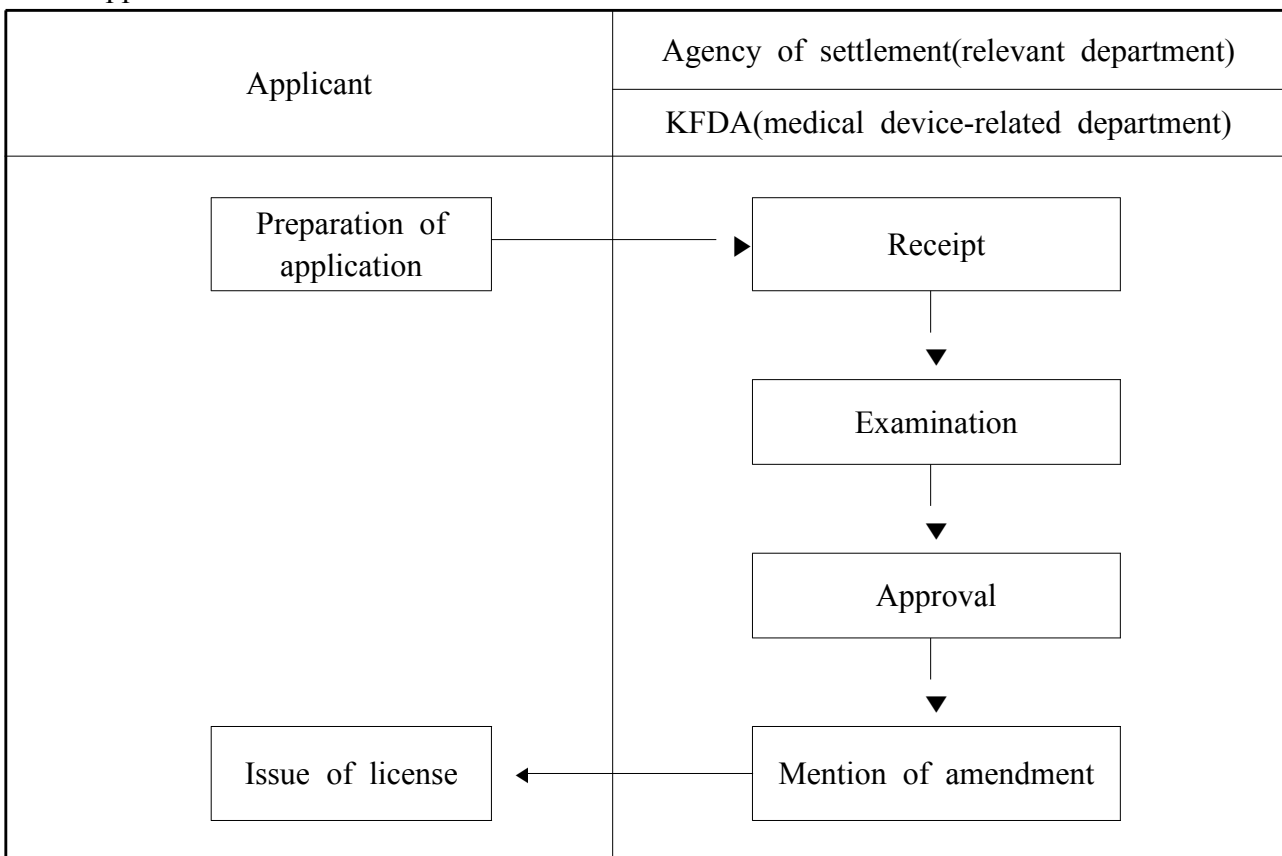 Applicant
Agency of settlement(relevant department)
KFDA(medical device-related department)
Preparation of
application
Receipt
Examination
Approval
Issue of license
Mention of amendment